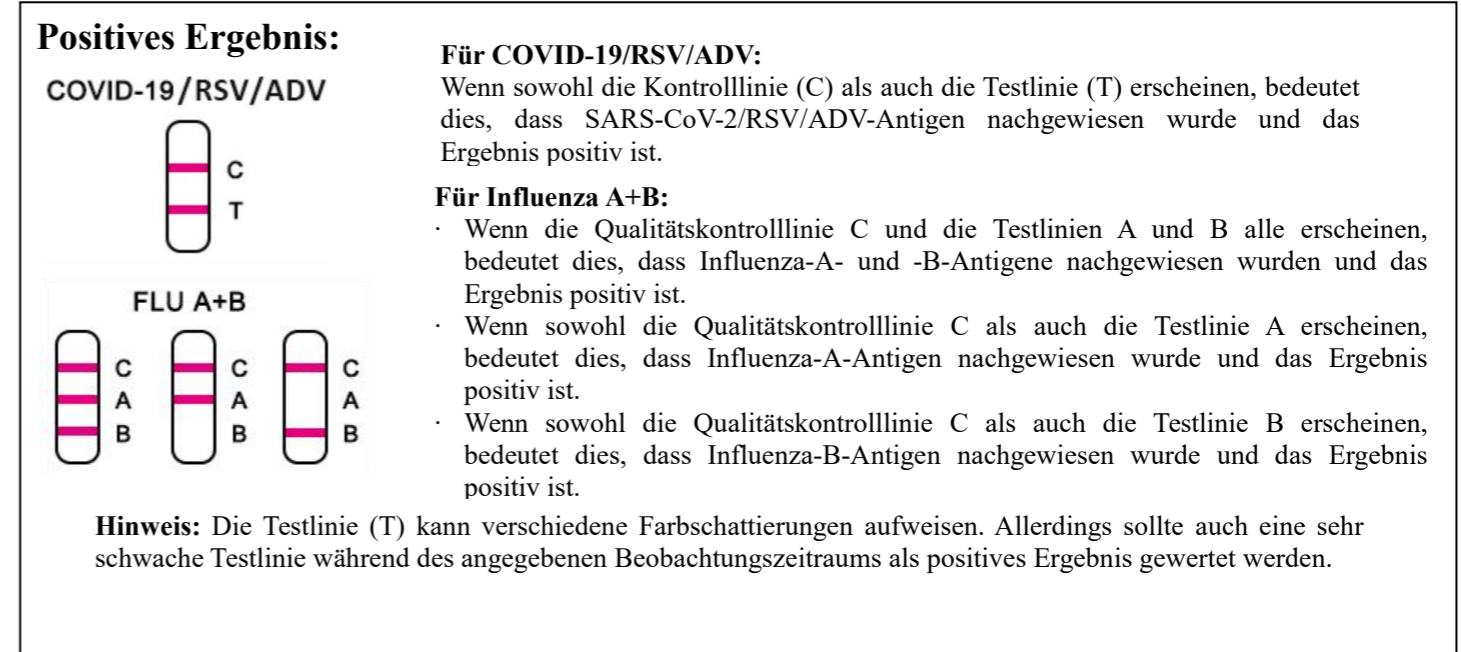 Positives Ergebnis:
COVID-19/RSV/ADV
C
T
FLU A+B
C C C
A A A
B B B
Für COVID-19/RSV/ADV:
Wenn sowohl die Kontrolllinie (C) als auch die Testlinie (T) erscheinen, bedeutet
dies, dass SARS-CoV-2/RSV/ADV-Antigen nachgewiesen wurde und das
Ergebnis positiv ist.
Für Influenza A+B:
· Wenn die Qualitätskontrolllinie C und die Testlinien A und B alle erscheinen,
bedeutet dies, dass Influenza-A- und -B-Antigene nachgewiesen wurden und das
Ergebnis positiv ist.
· Wenn sowohl die Qualitätskontrolllinie C als auch die Testlinie A erscheinen,
bedeutet dies, dass Influenza-A-Antigen nachgewiesen wurde und das Ergebnis
positiv ist.
· Wenn sowohl die Qualitätskontrolllinie C als auch die Testlinie B erscheinen,
bedeutet dies, dass Influenza-B-Antigen nachgewiesen wurde und das Ergebnis
positiv ist.
Hinweis: Die Testlinie (T) kann verschiedene Farbschattierungen aufweisen. Allerdings sollte auch eine sehr
schwache Testlinie während des angegebenen Beobachtungszeitraums als positives Ergebnis gewertet werden.